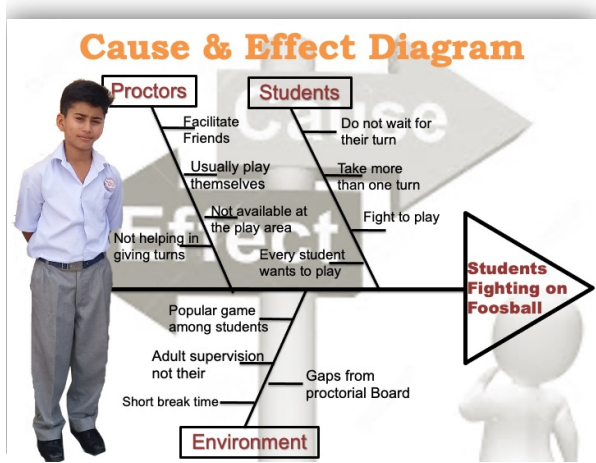 Cause & Effect Diagram
Proctors
Students
Cause
Effect
Facilitate
Friends
Usually play
themselves
Not available at
the play area
Not helping in
giving turns
Do not wait for
their turn
Take more
than one turn
Fight to play
Every student
wants to play
Students
Fighting on
Foosball
Popular game
among students
Adult supervision
not their
Short break time
Gaps from
proctorial Board
Environment